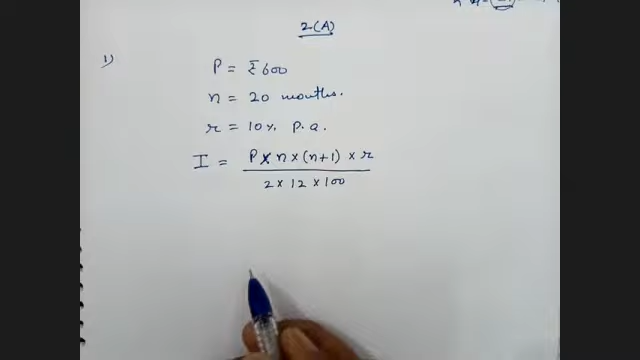 2(A)
1)
P = ₹600
n = 20 months.
r = 10% p.a.
I = P × n × (n+1) × r
2 × 12 × 100